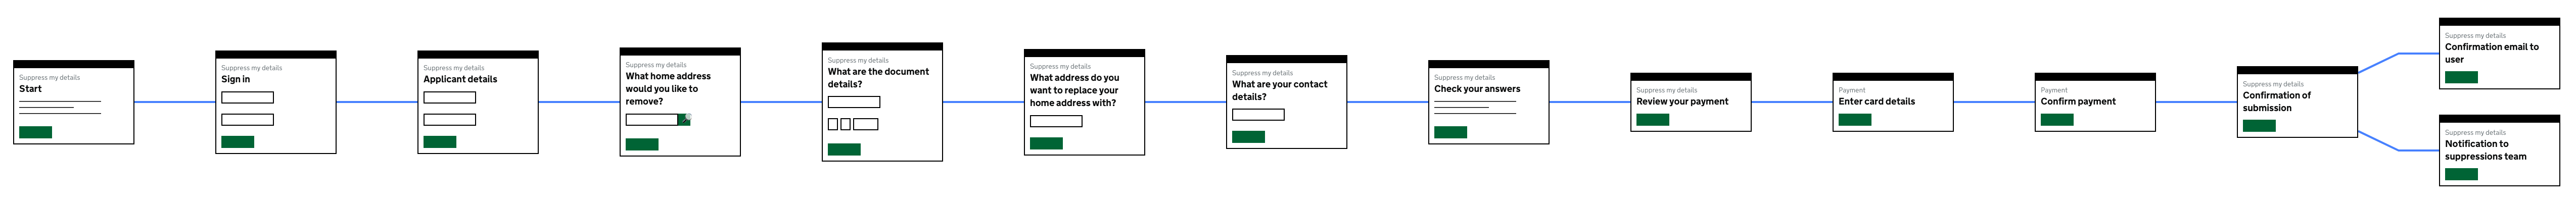 Suppress my details
Start
Suppress my details
Sign in
Suppress my details
Applicant details
Suppress my details
What home address
would you like to
remove?
Suppress my details
What are the document
details?
Suppress my details
What address do you
want to replace your
home address with?
Suppress my details
What are your contact
details?
Suppress my details
Check your answers
Suppress my details
Review your payment
Payment
Enter card details
Payment
Confirm payment
Suppress my details
Confirmation of
submission
Suppress my details
Confirmation email to
user
Suppress my details
Notification to
suppressions team